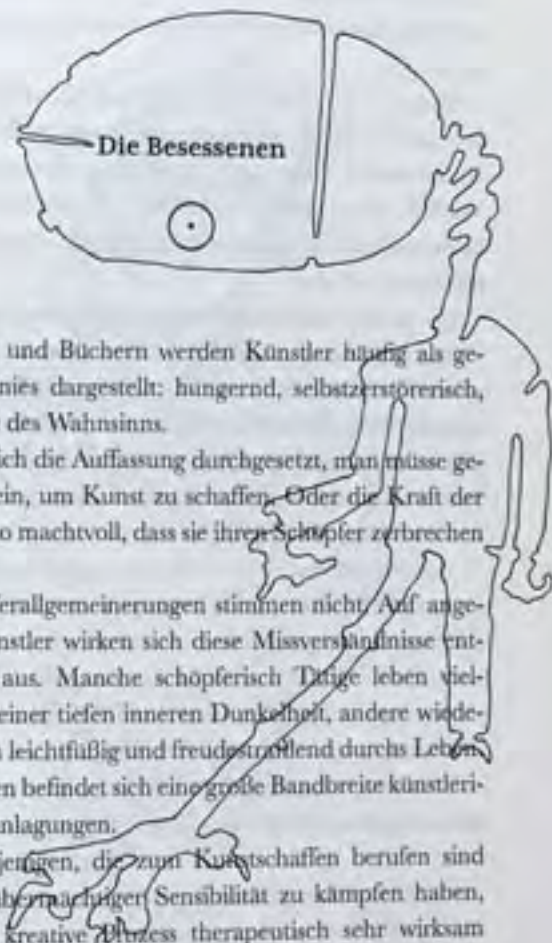 Die Besessenen
und Büchern werden Künstler häufig als ge-
nies dargestellt: hungernd, selbstzerstörerisch,
des Wahnsinns.
ich die Auffassung durchgesetzt, man müsse ge-
ein, um Kunst zu schaffen. Oder die Kraft der
o machtvoll, dass sie ihren Schöpfer zerbrechen
erallgemeinerungen stimmen nicht. Auf ange-
nstler wirken sich diese Missverständnisse ent-
aus. Manche schöpferisch Tätige leben viel-
einer tiefen inneren Dunkelheit, andere wiede-
n leichtfüßig und freudestrahlend durchs Leben.
en befindet sich eine große Bandbreite künstleri-
nlagungen.
jenigen, die zum Kunstschaffen berufen sind
übermächtiger Sensibilität zu kämpfen haben,
kreative Prozess therapeutisch sehr wirksam